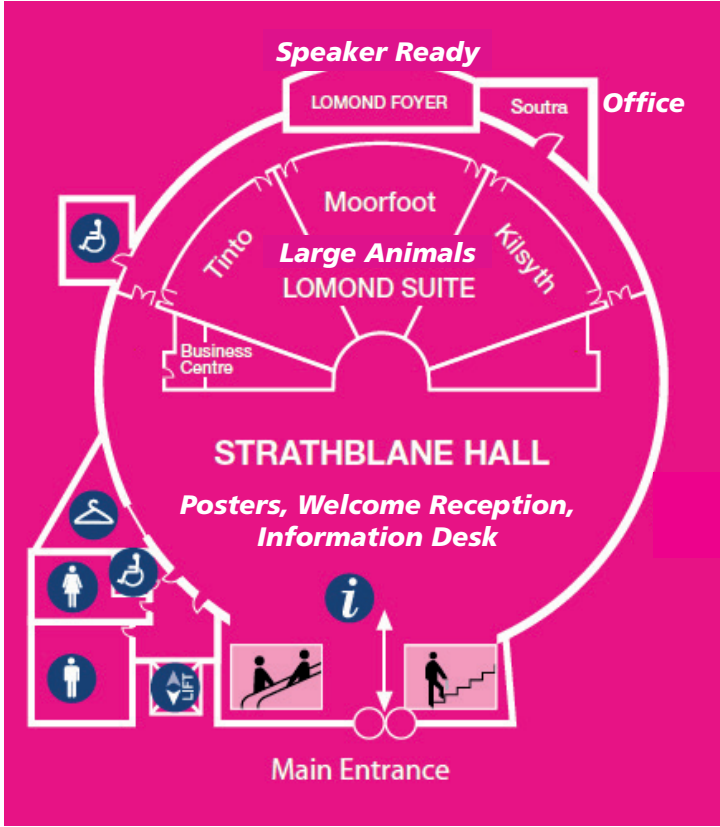 Speaker Ready
LOMOND FOYER
Soutra
Office
Moorfoot
Tinto
Kilsyth
Large Animals
LOMOND SUITE
Business
Centre
STRATHBLANE HALL
Posters, Welcome Reception,
Information Desk
i
LIFT
Main Entrance